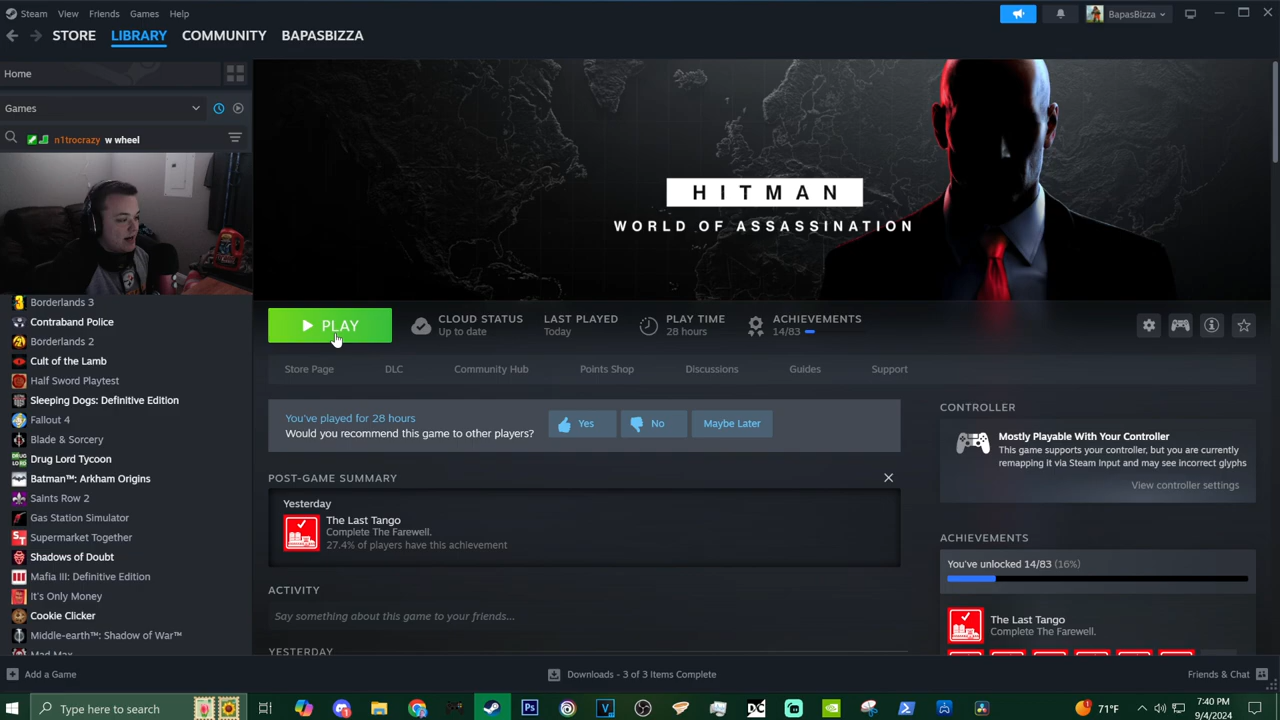 Steam View Friends Games Help
BapasBizza
STORE LIBRARY COMMUNITY BAPASBIZZA
Home
Games
n1trocrazy w wheel
Borderlands 3
Contraband Police
Borderlands 2
Cult of the Lamb
Half Sword Playtest
Sleeping Dogs: Definitive Edition
Fallout 4
Blade & Sorcery
Drug Lord Tycoon
Batman™: Arkham Origins
Saints Row 2
Gas Station Simulator
Supermarket Together
Shadows of Doubt
Mafia III: Definitive Edition
It's Only Money
Cookie Clicker
Middle-earth™: Shadow of War™
Mad Max
HITMAN
WORLD OF ASSASSINATION
PLAY
CLOUD STATUS
Up to date
LAST PLAYED
Today
PLAY TIME
28 hours
ACHIEVEMENTS
14/83
Store Page DLC Community Hub Points Shop Discussions Guides Support
You've played for 28 hours
Would you recommend this game to other players?
Yes No Maybe Later
POST-GAME SUMMARY
Yesterday
The Last Tango
Complete The Farewell.
27.4% of players have this achievement
ACTIVITY
Say something about this game to your friends...
YESTERDAY
CONTROLLER
Mostly Playable With Your Controller
This game supports your controller, but you are currently
remapping it via Steam Input and may see incorrect glyphs
View controller settings
ACHIEVEMENTS
You've unlocked 14/83 (16%)
The Last Tango
Complete The Farewell.
Add a Game
Downloads - 3 of 3 Items Complete
Friends & Chat
Type here to search
71°F
7:40 PM
9/4/2024